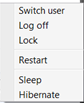 Switch user
Log off
Lock
Restart
Sleep
Hibernate